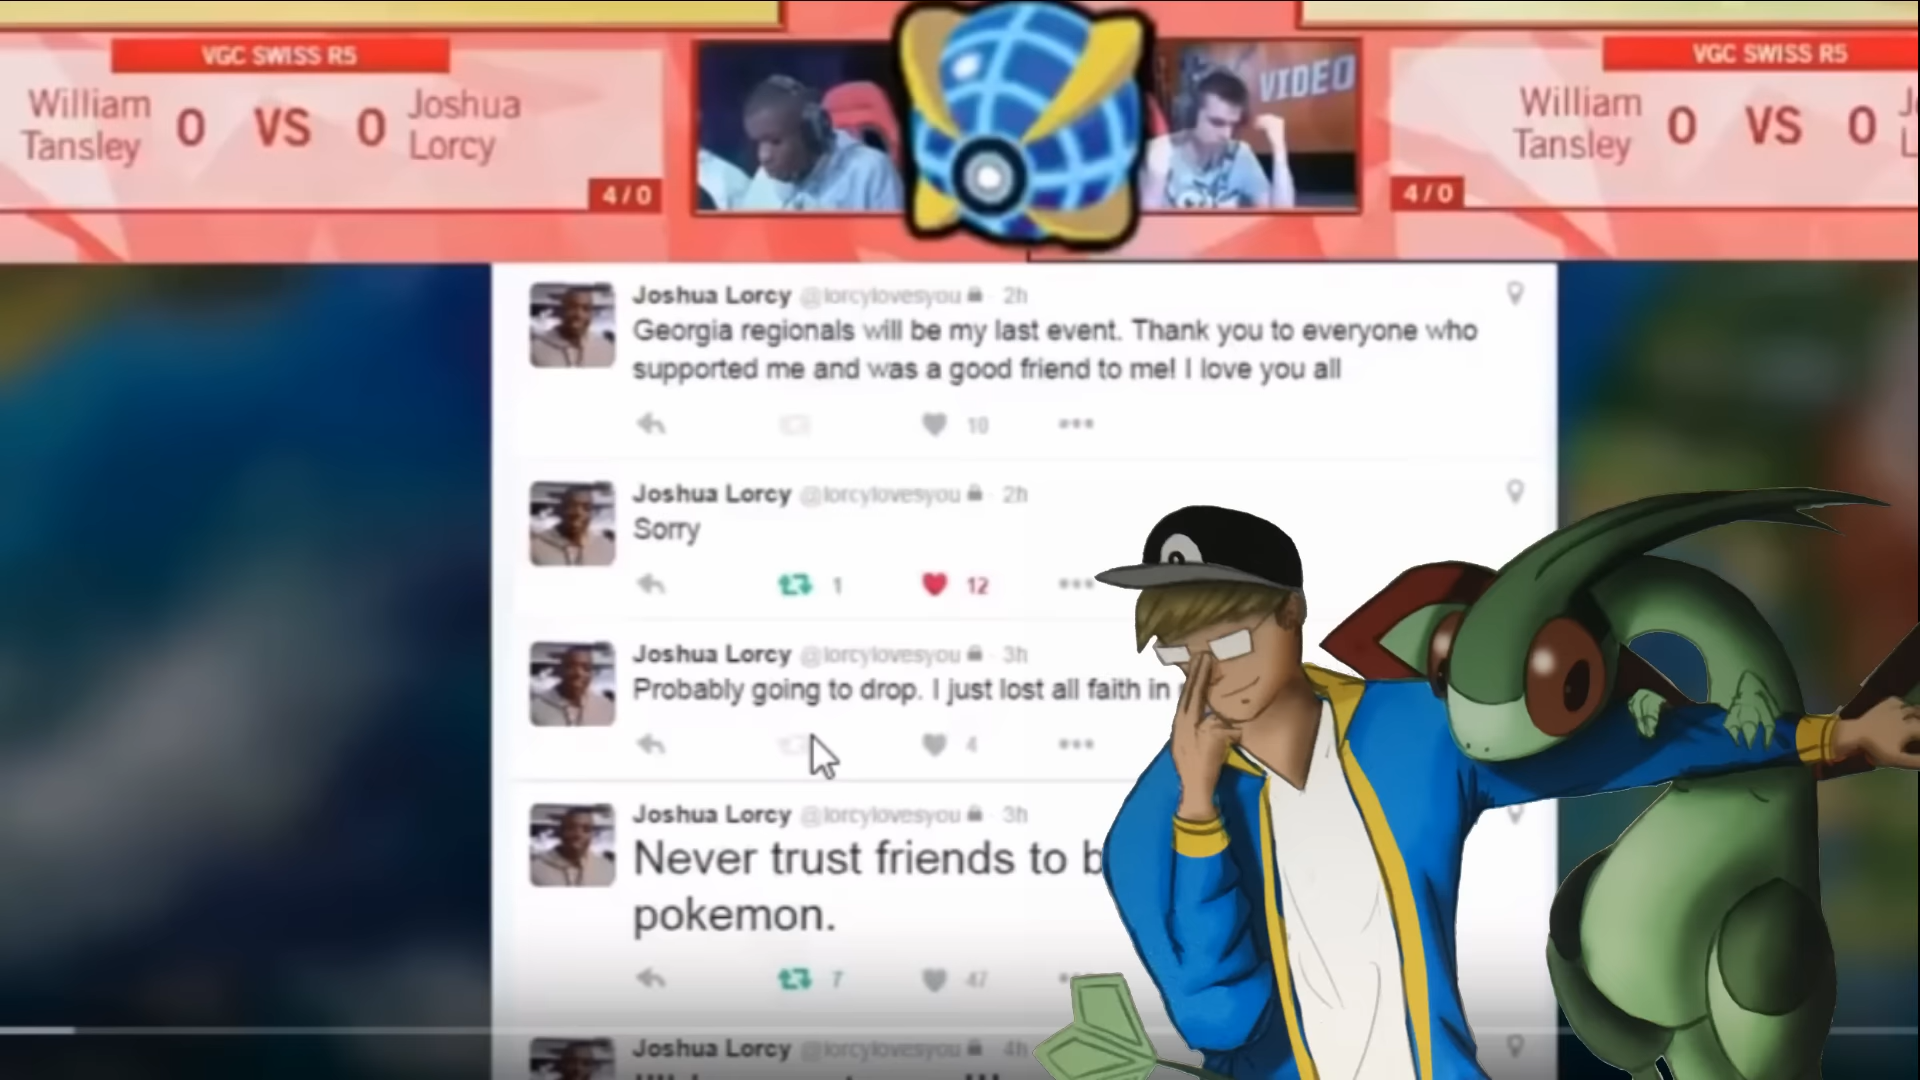 VGC SWISS R5
William Tansley 0 VS 0 Joshua Lorcy
4/0
VIDEO
VGC SWISS R5
William Tansley 0 VS 0
4/0
Joshua Lorcy @lorcylovesyou 2h
Georgia regionals will be my last event. Thank you to everyone who
supported me and was a good friend to me! I love you all
10
Joshua Lorcy @lorcylovesyou 2h
Sorry
1 12
Joshua Lorcy @lorcylovesyou 3h
Probably going to drop. I just lost all faith in
4
Joshua Lorcy @lorcylovesyou 3h
Never trust friends to
pokemon.
7 47
Joshua Lorcy @lorcylovesyou 4h